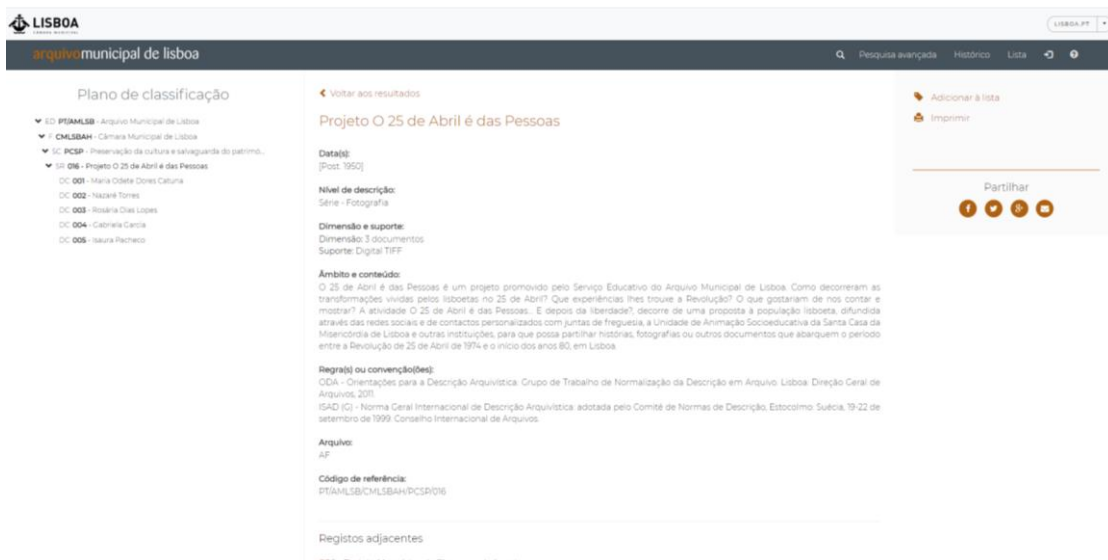 LISBOA
CÂMARA MUNICIPAL
LISBOA.PT
arquivomunicipal de lisboa
Pesquisa avançada Histórico Lista
Plano de classificação
ED PT/AMLSB - Arquivo Municipal de Lisboa
F CMLSBAH - Câmara Municipal de Lisboa
SC PCSP - Preservação da cultura e salvaguarda do patrimó...
SR 016 - Projeto O 25 de Abril é das Pessoas
DC 001 - Maria Odete Dores Catuna
DC 002 - Nazaré Torres
DC 003 - Rosária Dias Lopes
DC 004 - Gabriela Garcia
DC 005 - Isaura Pacheco
Voltar aos resultados
Projeto O 25 de Abril é das Pessoas
Data(s):
[Post. 1950]
Nível de descrição:
Série - Fotografia
Dimensão e suporte:
Dimensão: 3 documentos
Suporte: Digital TIFF
Âmbito e conteúdo:
O 25 de Abril é das Pessoas é um projeto promovido pelo Serviço Educativo do Arquivo Municipal de Lisboa. Como decorreram as
transformações vividas pelos lisboetas no 25 de Abril? Que experiências lhes trouxe a Revolução? O que gostariam de nos contar e
mostrar? A atividade O 25 de Abril é das Pessoas... E depois da liberdade?, decorre de uma proposta à população lisboeta, difundida
através das redes sociais e de contactos personalizados com juntas de freguesia, a Unidade de Animação Socioeducativa da Santa Casa da
Misericórdia de Lisboa e outras instituições, para que possa partilhar histórias, fotografias ou outros documentos que abarquem o período
entre a Revolução de 25 de Abril de 1974 e o início dos anos 80, em Lisboa.
Regra(s) ou convenção(ões):
ODA - Orientações para a Descrição Arquivística. Grupo de Trabalho de Normalização da Descrição em Arquivo. Lisboa: Direção Geral de
Arquivos, 2011.
ISAD (G) - Norma Geral Internacional de Descrição Arquivística: adotada pelo Comité de Normas de Descrição, Estocolmo: Suécia, 19-22 de
setembro de 1999. Conselho Internacional de Arquivos.
Arquivo:
AF
Código de referência:
PT/AMLSB/CMLSBAH/PCSP/016
Registos adjacentes
Adicionar à lista
Imprimir
Partilhar